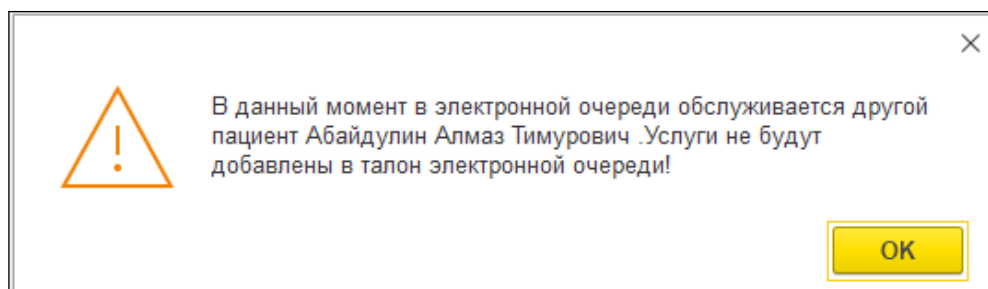 В данный момент в электронной очереди обслуживается другой
пациент Абайдулин Алмаз Тимурович .Услуги не будут
добавлены в талон электронной очереди!
OK